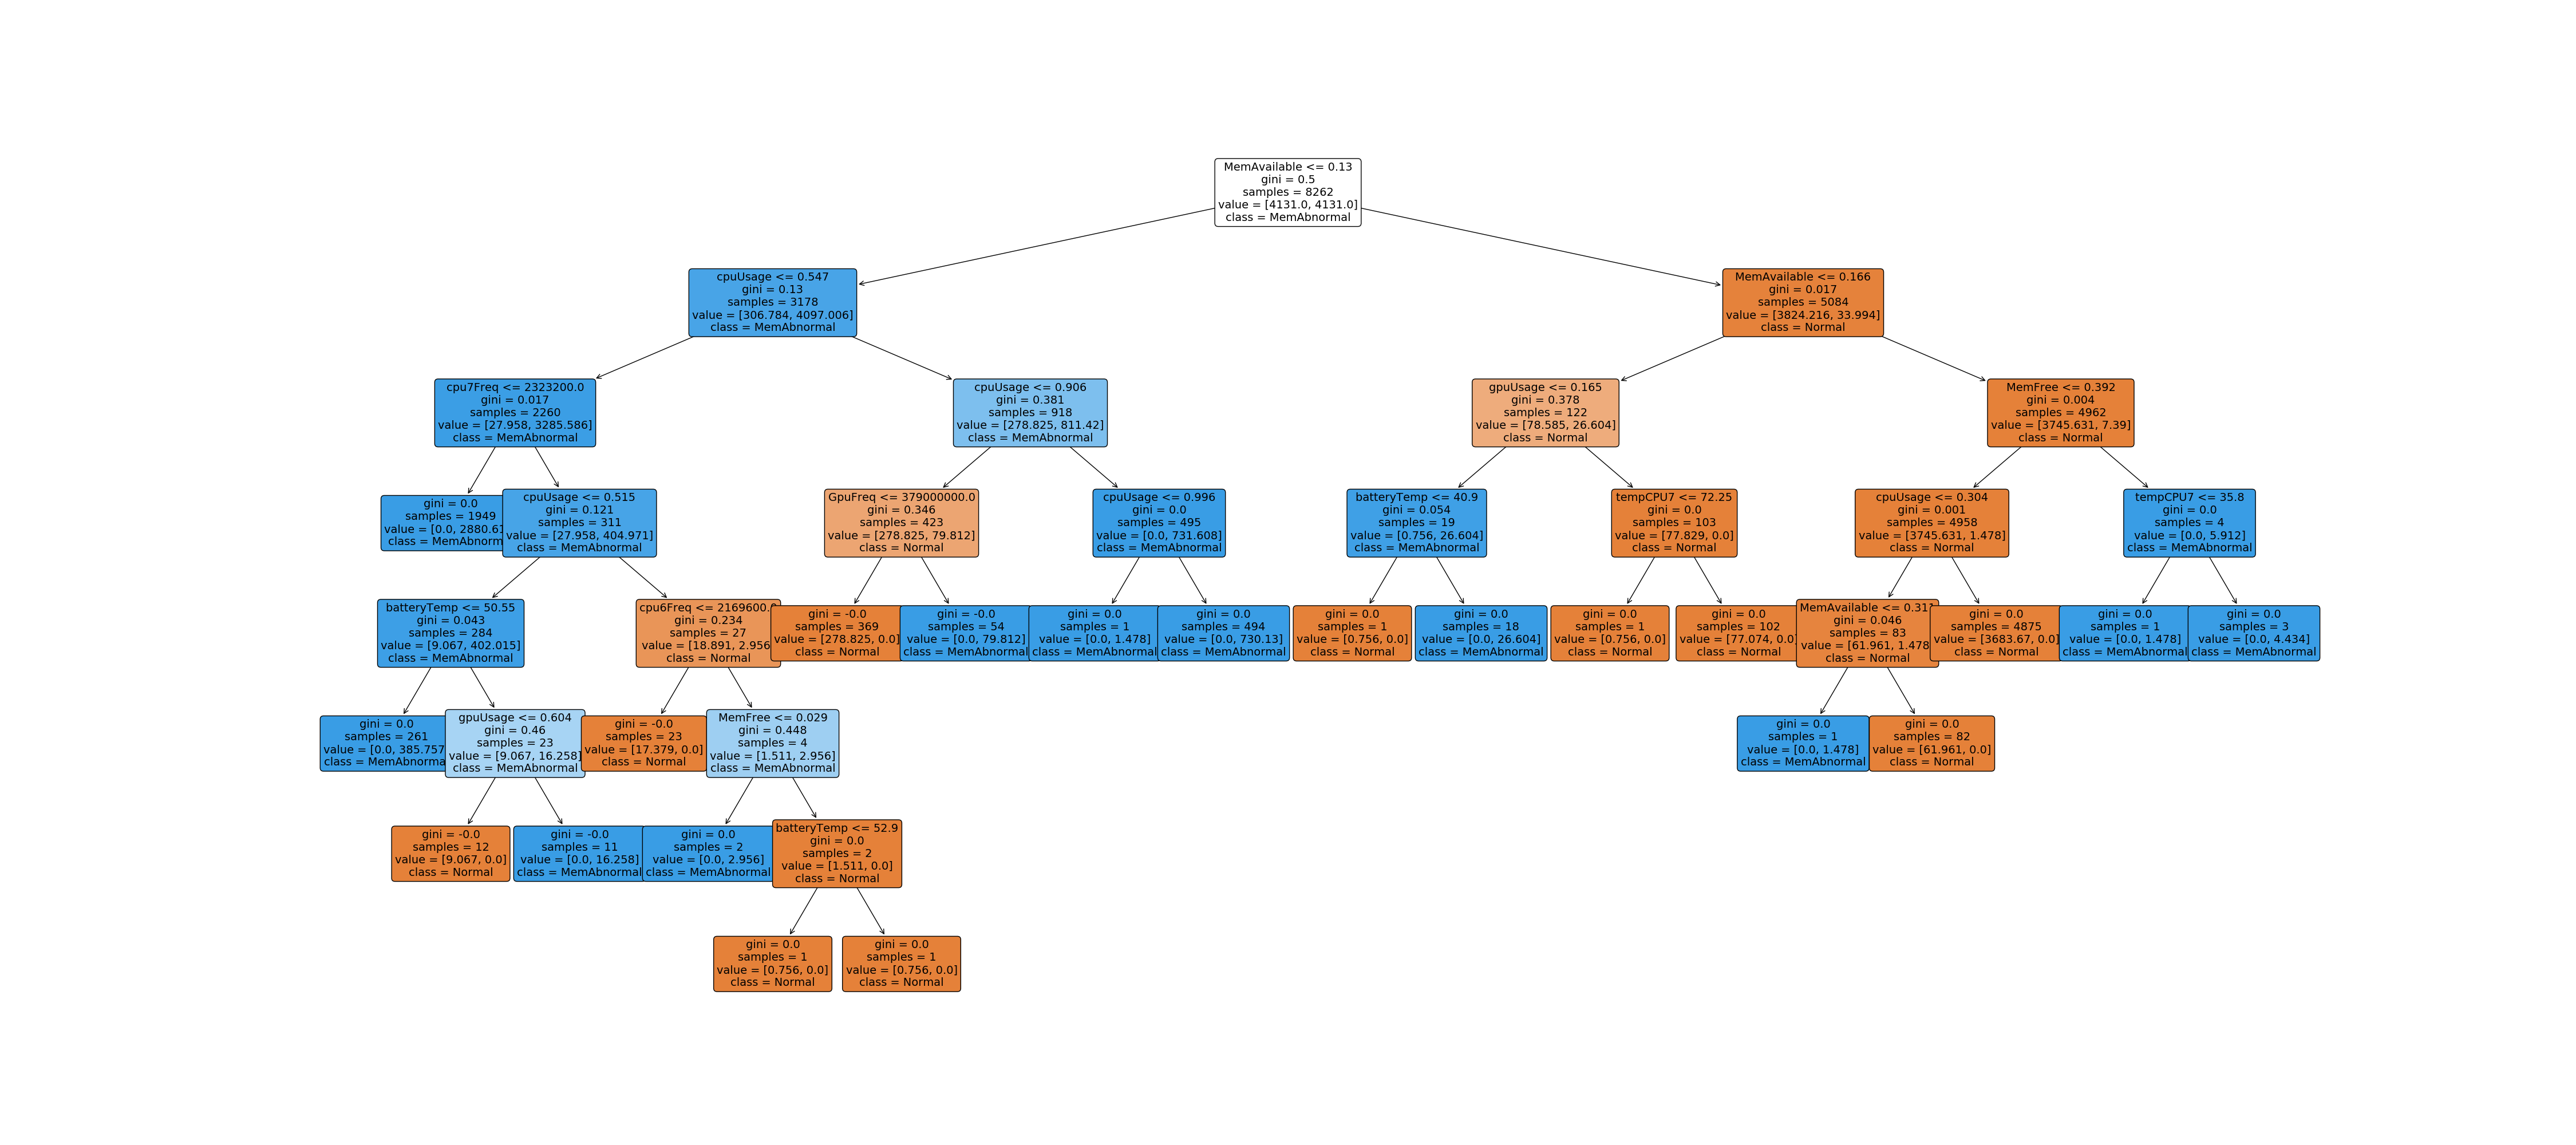 MemAvailable <= 0.13
gini = 0.5
samples = 8262
value = [4131.0, 4131.0]
class = MemAbnormal
cpuUsage <= 0.547
gini = 0.13
samples = 3178
value = [306.784, 4097.006]
class = MemAbnormal
MemAvailable <= 0.166
gini = 0.017
samples = 5084
value = [3824.216, 33.994]
class = Normal
cpu7Freq <= 2323200.0
gini = 0.017
samples = 2260
value = [27.958, 3285.586]
class = MemAbnormal
cpuUsage <= 0.906
gini = 0.381
samples = 918
value = [278.825, 811.42]
class = MemAbnormal
gpuUsage <= 0.165
gini = 0.378
samples = 122
value = [78.585, 26.604]
class = Normal
MemFree <= 0.392
gini = 0.004
samples = 4962
value = [3745.631, 7.39]
class = Normal
gini = 0.0
samples = 1949
value = [0.0, 2880.61
class = MemAbnorm
cpuUsage <= 0.515
gini = 0.121
samples = 311
value = [27.958, 404.971]
class = MemAbnormal
GpuFreq <= 379000000.0
gini = 0.346
samples = 423
value = [278.825, 79.812]
class = Normal
cpuUsage <= 0.996
gini = 0.0
samples = 495
value = [0.0, 731.608]
class = MemAbnormal
batteryTemp <= 40.9
gini = 0.054
samples = 19
value = [0.756, 26.604]
class = MemAbnormal
tempCPU7 <= 72.25
gini = 0.0
samples = 103
value = [77.829, 0.0]
class = Normal
cpuUsage <= 0.304
gini = 0.001
samples = 4958
value = [3745.631, 1.478]
class = Normal
tempCPU7 <= 35.8
gini = 0.0
samples = 4
value = [0.0, 5.912]
class = MemAbnormal
batteryTemp <= 50.55
gini = 0.043
samples = 284
value = [9.067, 402.015]
class = MemAbnormal
cpu6Freq <= 2169600.0
gini = 0.234
samples = 27
value = [18.891, 2.956
class = Normal
gini = -0.0
samples = 369
value = [278.825, 0.0]
class = Normal
gini = -0.0
samples = 54
value = [0.0, 79.812]
class = MemAbnormal
gini = 0.0
samples = 1
value = [0.0, 1.478]
class = MemAbnormal
gini = 0.0
samples = 494
value = [0.0, 730.13]
class = MemAbnormal
gini = 0.0
samples = 1
value = [0.756, 0.0]
class = Normal
gini = 0.0
samples = 18
value = [0.0, 26.604]
class = MemAbnormal
gini = 0.0
samples = 1
value = [0.756, 0.0]
class = Normal
gini = 0.0
samples = 102
value = [77.074, 0.0
class = Normal
MemAvailable <= 0.311
gini = 0.046
samples = 83
value = [61.961, 1.478
class = Normal
gini = 0.0
samples = 4875
value = [3683.67, 0.0]
class = Normal
gini = 0.0
samples = 1
value = [0.0, 1.478]
class = MemAbnormal
gini = 0.0
samples = 3
value = [0.0, 4.434]
class = MemAbnormal
gini = 0.0
samples = 261
value = [0.0, 385.757
class = MemAbnorma
gpuUsage <= 0.604
gini = 0.46
samples = 23
value = [9.067, 16.258]
class = MemAbnormal
gini = -0.0
samples = 23
value = [17.379, 0.0]
class = Normal
MemFree <= 0.029
gini = 0.448
samples = 4
value = [1.511, 2.956]
class = MemAbnormal
gini = 0.0
samples = 1
value = [0.0, 1.478]
class = MemAbnormal
gini = 0.0
samples = 82
value = [61.961, 0.0]
class = Normal
gini = -0.0
samples = 12
value = [9.067, 0.0]
class = Normal
gini = -0.0
samples = 11
value = [0.0, 16.258]
class = MemAbnormal
gini = 0.0
samples = 2
value = [0.0, 2.956]
class = MemAbnormal
batteryTemp <= 52.9
gini = 0.0
samples = 2
value = [1.511, 0.0]
class = Normal
gini = 0.0
samples = 1
value = [0.756, 0.0]
class = Normal
gini = 0.0
samples = 1
value = [0.756, 0.0]
class = Normal